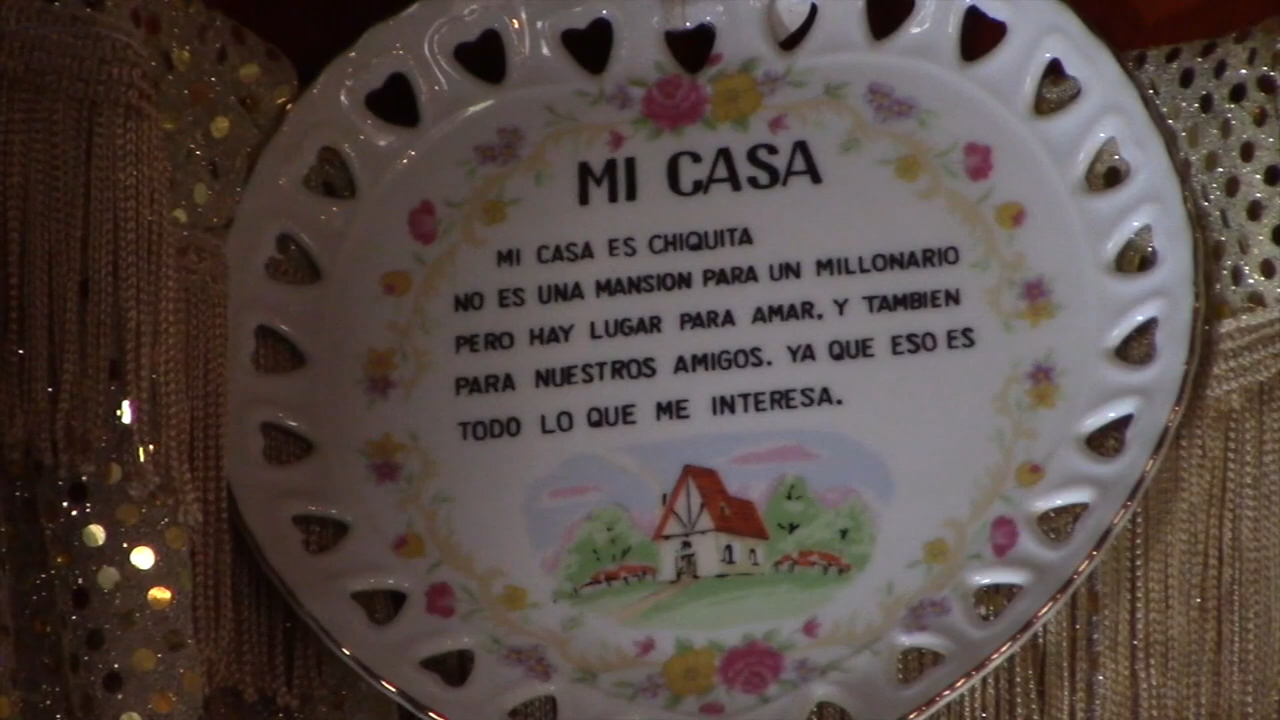 MI CASA
MI CASA ES CHIQUITA
NO ES UNA MANSION PARA UN MILLONARIO
PERO HAY LUGAR PARA AMAR, Y TAMBIEN
PARA NUESTROS AMIGOS. YA QUE ESO ES
TODO LO QUE ME INTERESA.